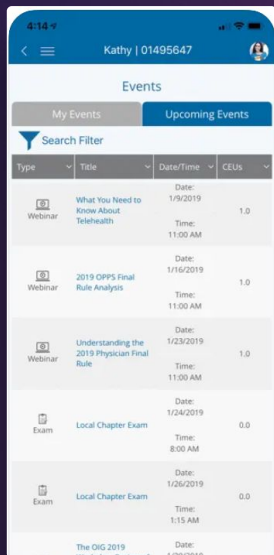 4:14
Kathy | 01495647
Events
My Events
Upcoming Events
Search Filter
Type Title Date/Time CEUs
Webinar
What You Need to
Know About
Telehealth
Date:
1/9/2019
Time:
11:00 AM
1.0
Webinar
2019 OPPS Final
Rule Analysis
Date:
1/16/2019
Time:
11:00 AM
1.0
Webinar
Understanding the
2019 Physician Final
Rule
Date:
1/23/2019
Time:
11:00 AM
1.0
Exam
Local Chapter Exam
Date:
1/24/2019
Time:
8:00 AM
0.0
Exam
Local Chapter Exam
Date:
1/26/2019
Time:
1:15 AM
0.0
The OIG 2019
Date: